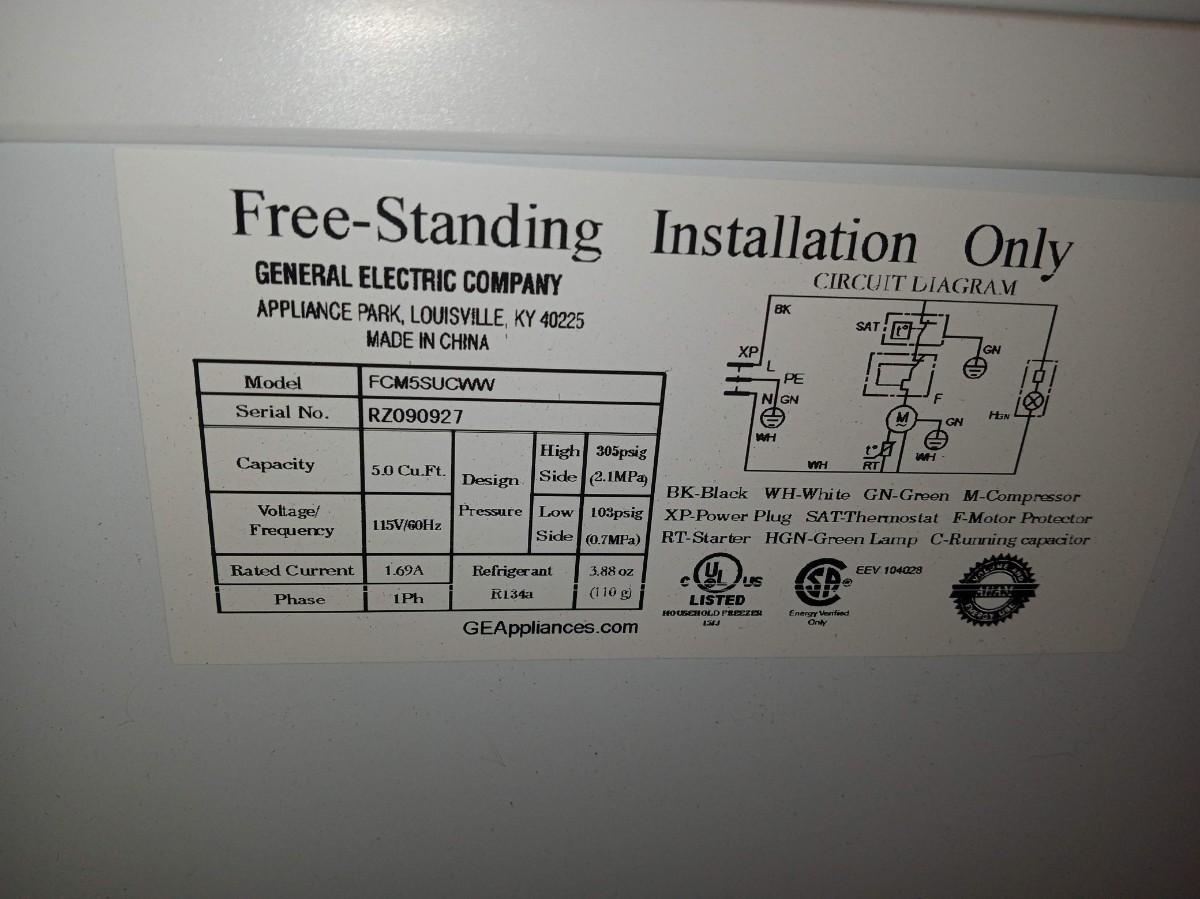 Free-Standing Installation Only
GENERAL ELECTRIC COMPANY
APPLIANCE PARK, LOUISVILLE, KY 40225
MADE IN CHINA
Model FCM5SUCWW
Serial No. RZ090927
Capacity 5.0 Cu.Ft.
Voltage/
Frequency 115V/60Hz
Design
Pressure
High
Side
305psig
(2.1MPa)
Low
Side
103psig
(0.7MPa)
Rated Current 1.69A
Phase 1Ph
Refrigerant
R134a
3.88 oz
(110 g)
GEAppliances.com
CIRCUIT DIAGRAM
BK
SAT t°
GN
XP
L
PE
N GN
WH
F
M
GN
WH
HGN
t°
RT
WH
BK-Black WH-White GN-Green M-Compressor
XP-Power Plug SAT-Thermostat F-Motor Protector
RT-Starter HGN-Green Lamp C-Running capacitor
C UL US
LISTED
HOUSEHOLD FREEZER
SA ®
EEV 104028
Energy Verified
Only